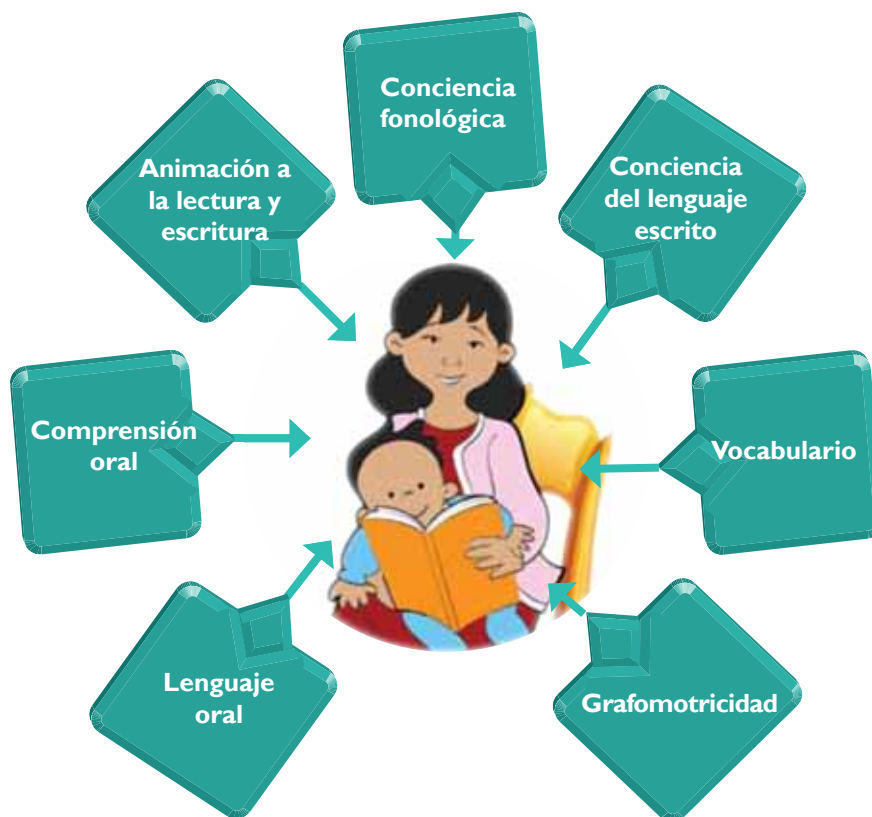 Conciencia
fonológica
Animación a
la lectura y
escritura
Conciencia
del lenguaje
escrito
Comprensión
oral
Vocabulario
Lenguaje
oral
Grafomotricidad